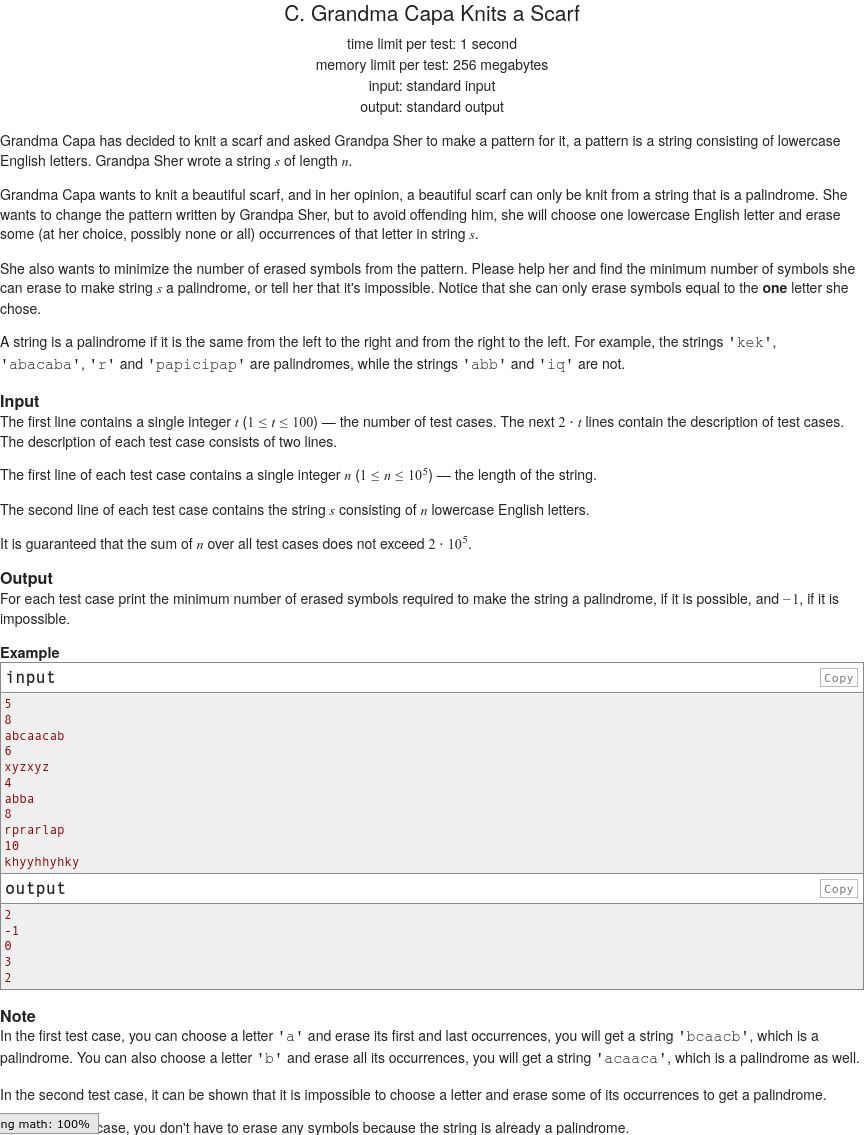 C. Grandma Capa Knits a Scarf
time limit per test: 1 second
memory limit per test: 256 megabytes
input: standard input
output: standard output
Grandma Capa has decided to knit a scarf and asked Grandpa Sher to make a pattern for it, a pattern is a string consisting of lowercase
English letters. Grandpa Sher wrote a string s of length n.
Grandma Capa wants to knit a beautiful scarf, and in her opinion, a beautiful scarf can only be knit from a string that is a palindrome. She
wants to change the pattern written by Grandpa Sher, but to avoid offending him, she will choose one lowercase English letter and erase
some (at her choice, possibly none or all) occurrences of that letter in string s.
She also wants to minimize the number of erased symbols from the pattern. Please help her and find the minimum number of symbols she
can erase to make string s a palindrome, or tell her that it's impossible. Notice that she can only erase symbols equal to the one letter she
chose.
A string is a palindrome if it is the same from the left to the right and from the right to the left. For example, the strings 'kek',
'abacaba', 'r' and 'papicipap' are palindromes, while the strings 'abb' and 'iq' are not.
Input
The first line contains a single integer t (1 ≤ t ≤ 100) — the number of test cases. The next 2 · t lines contain the description of test cases.
The description of each test case consists of two lines.
The first line of each test case contains a single integer n (1 ≤ n ≤ 10⁵) — the length of the string.
The second line of each test case contains the string s consisting of n lowercase English letters.
It is guaranteed that the sum of n over all test cases does not exceed 2 · 10⁵.
Output
For each test case print the minimum number of erased symbols required to make the string a palindrome, if it is possible, and −1, if it is
impossible.
Example
input Copy
5
8
abcaacab
6
xyzxyz
4
abba
8
rprarlap
10
khyyhhyhky
output Copy
2
-1
0
3
2
Note
In the first test case, you can choose a letter 'a' and erase its first and last occurrences, you will get a string 'bcaacb', which is a
palindrome. You can also choose a letter 'b' and erase all its occurrences, you will get a string 'acaaca', which is a palindrome as well.
In the second test case, it can be shown that it is impossible to choose a letter and erase some of its occurrences to get a palindrome.
ng math: 100% case, you don't have to erase any symbols because the string is already a palindrome.